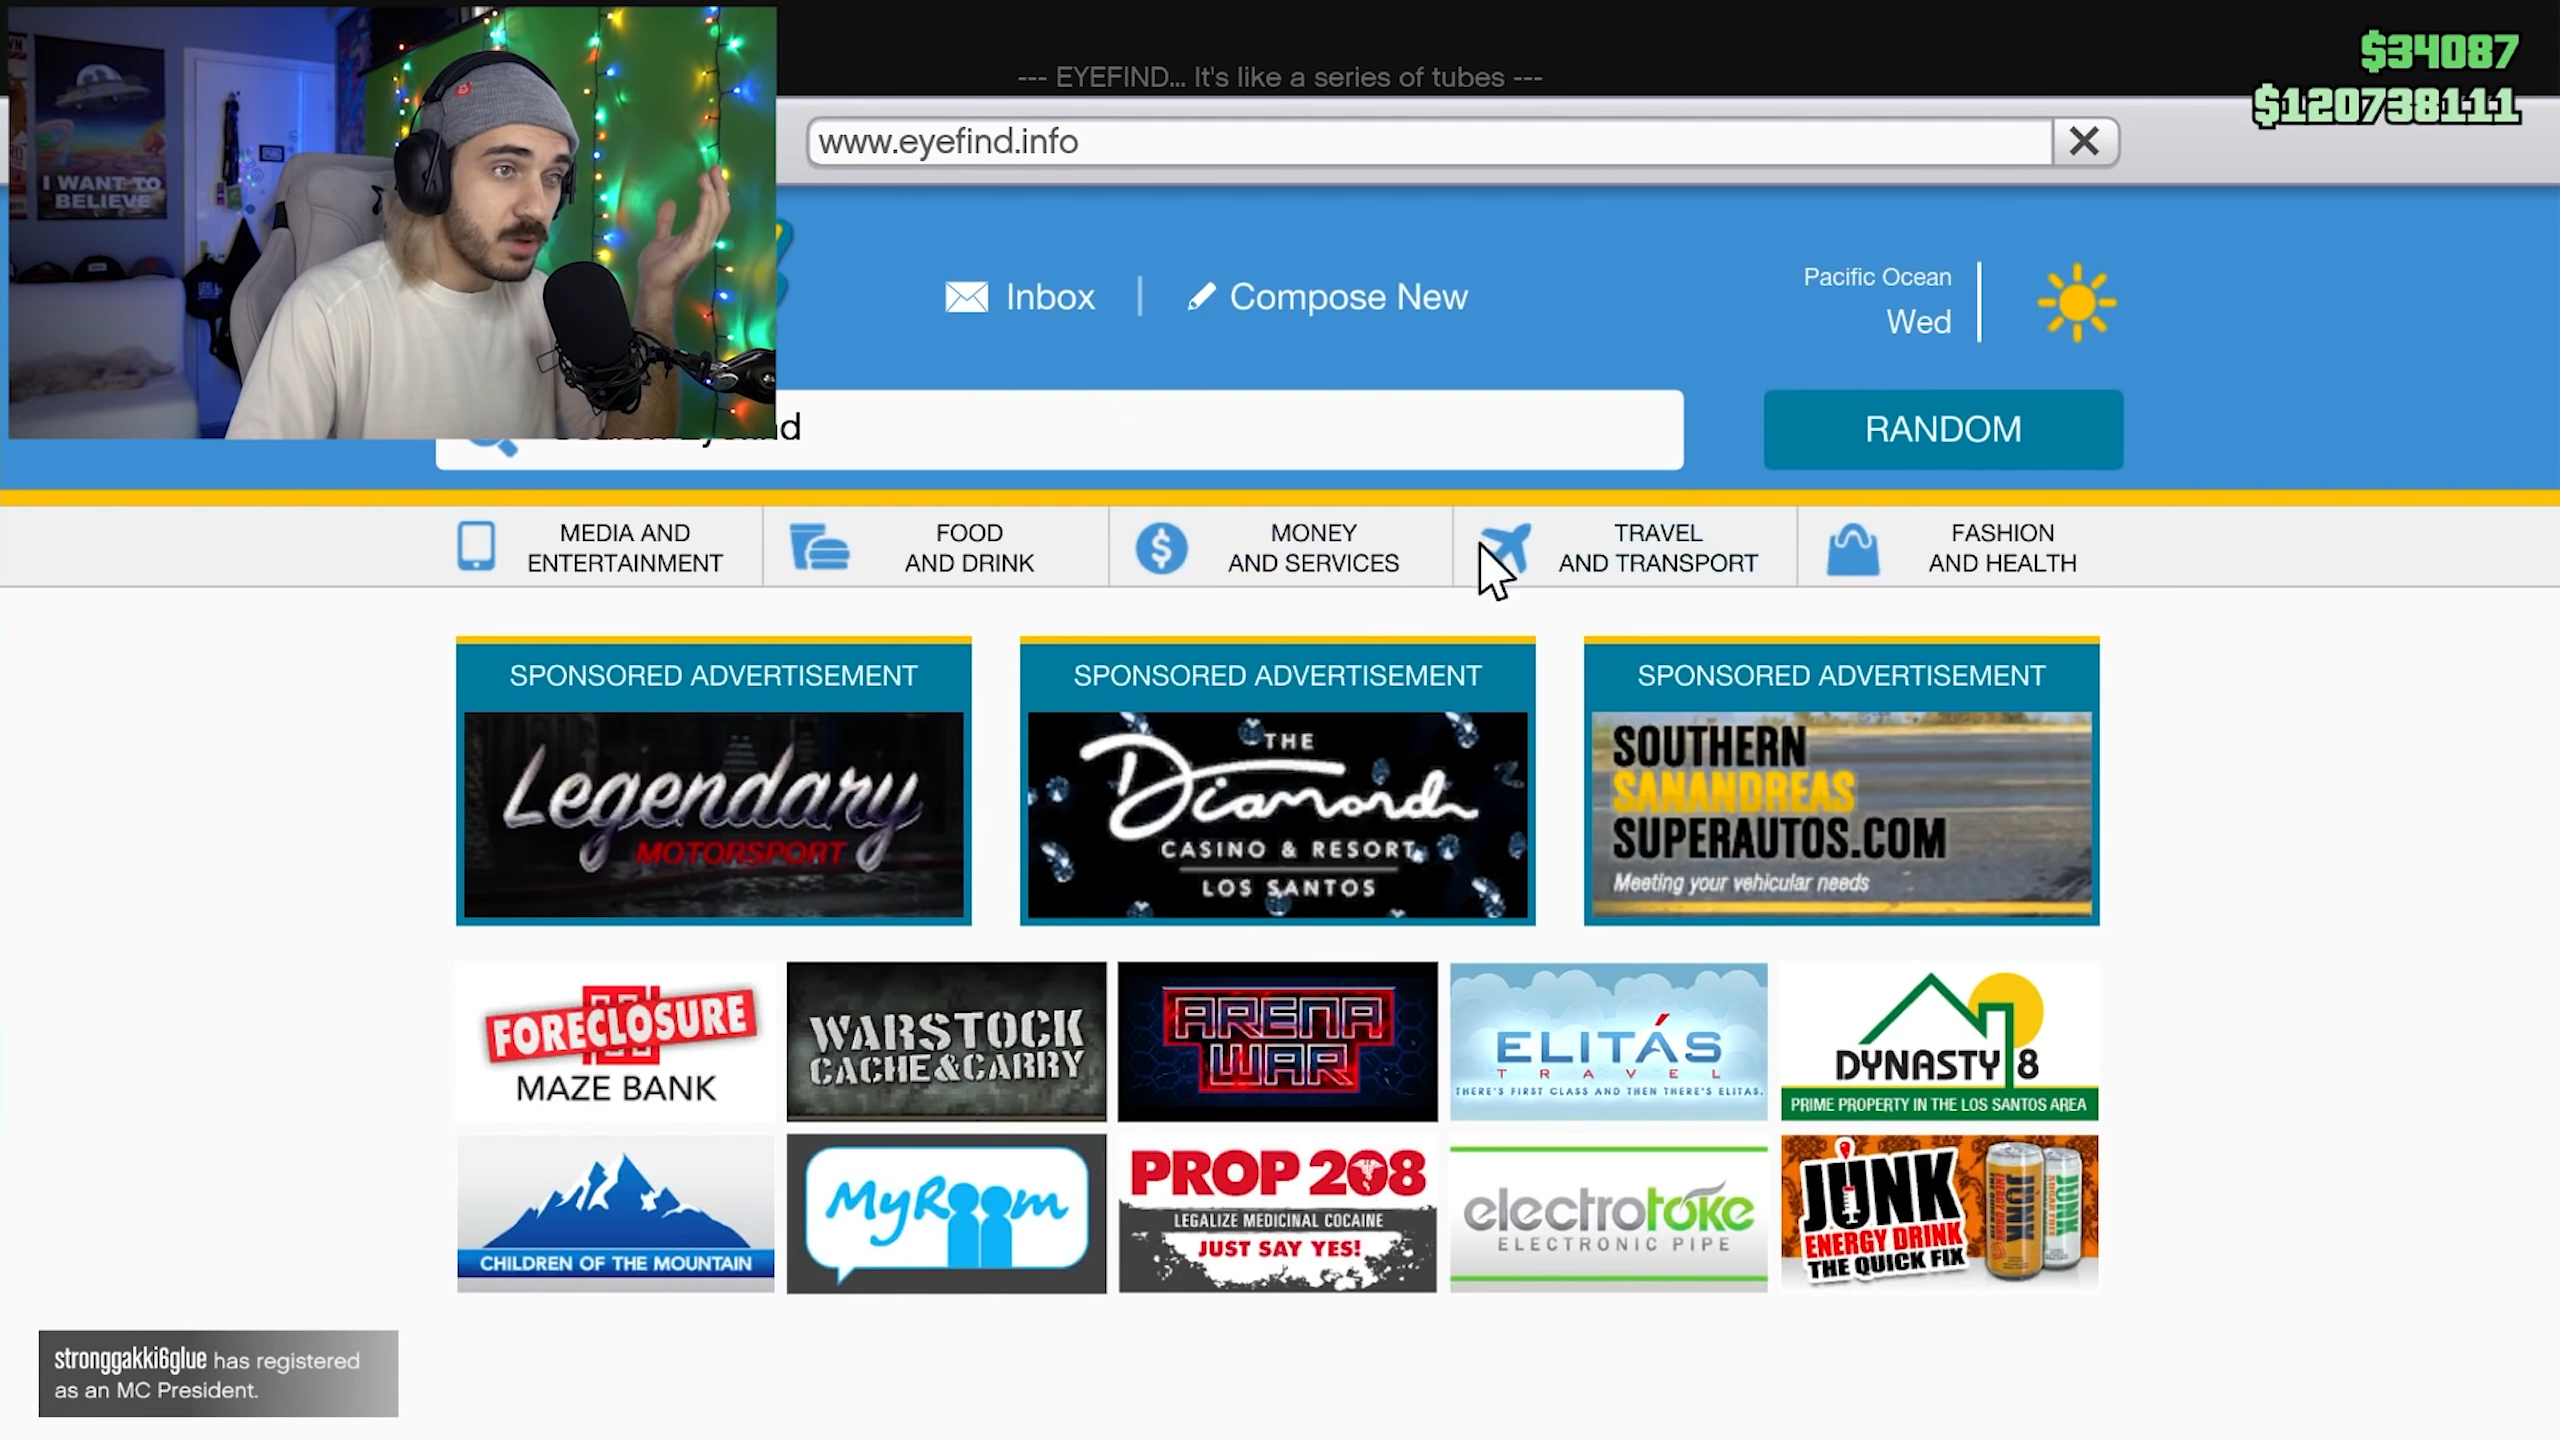 --- EYEFIND... It's like a series of tubes ---
$34087
$120738111
www.eyefind.info
I WANT TO
BELIEVE
Inbox
Compose New
Pacific Ocean
Wed
RANDOM
MEDIA AND
ENTERTAINMENT
FOOD
AND DRINK
MONEY
AND SERVICES
TRAVEL
AND TRANSPORT
FASHION
AND HEALTH
SPONSORED ADVERTISEMENT
Legendary
MOTORSPORT
SPONSORED ADVERTISEMENT
THE
Diamond
CASINO & RESORT
LOS SANTOS
SPONSORED ADVERTISEMENT
SOUTHERN
SANANDREAS
SUPERAUTOS.COM
Meeting your vehicular needs
FORECLOSURE
MAZE BANK
WARSTOCK
CACHE&CARRY
ARENA
WAR
ELITÁS
TRAVEL
THERE'S FIRST CLASS AND THEN THERE'S ELITAS.
DYNASTY 8
PRIME PROPERTY IN THE LOS SANTOS AREA
CHILDREN OF THE MOUNTAIN
MyRoom
PROP 208
LEGALIZE MEDICINAL COCAINE
JUST SAY YES!
electrotoke
ELECTRONIC PIPE
JUNK
ENERGY DRINK
THE QUICK FIX
JUNK
JUNK
stronggakki6glue has registered
as an MC President.